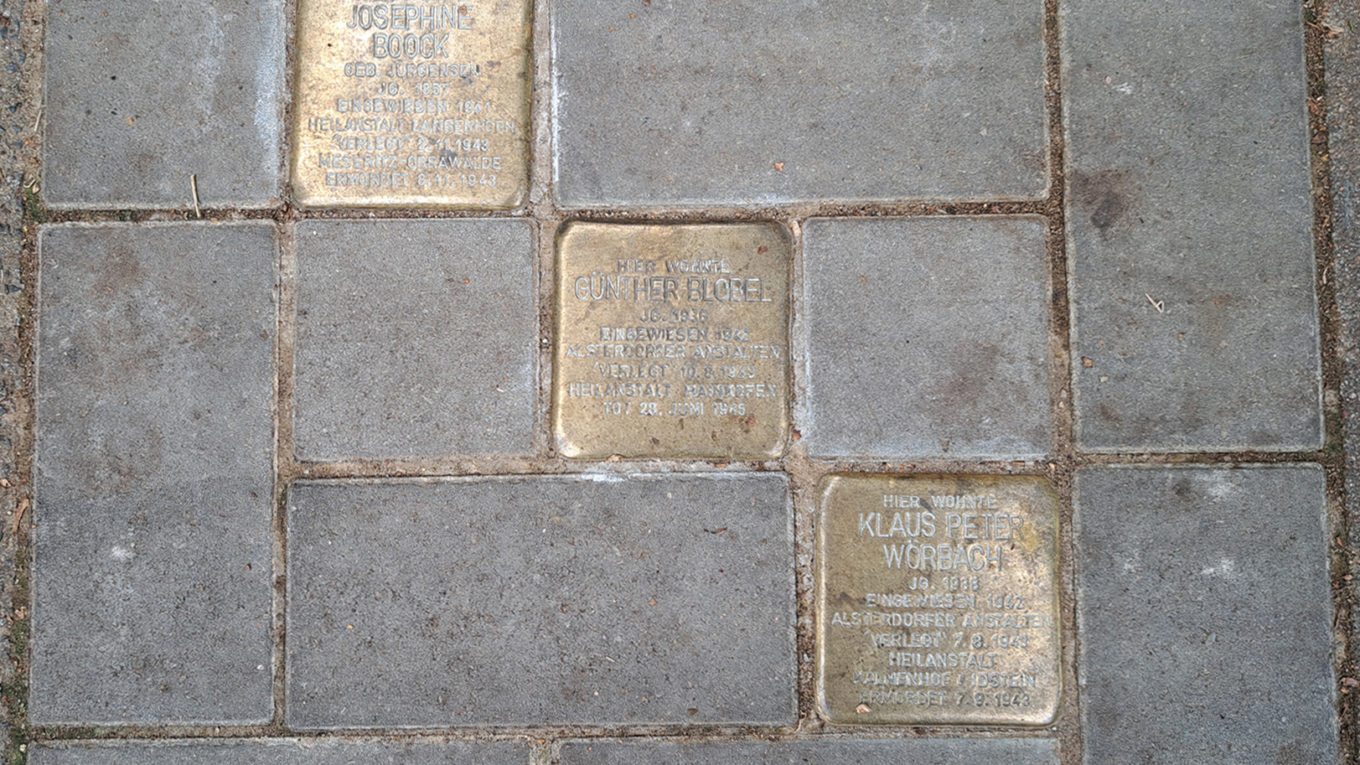 JOSEPHINE
BOOCK
GEB. JÜRGENSEN
JG.
EINGEWIESEN 1941
HEILANSTALT LANGENHORN
"VERLEGT" 2.11.1943
MESERITZ-OBRAWALDE
ERMORDET 8.11.1943
HIER WOHNTE
GÜNTHER BLOBEL
JG. 1936
EINGEWIESEN
ALSTERDORFER ANSTALTEN
"VERLEGT" 10.8.1943
HEILANSTALT MAINKOFEN
TOT 28. JUNI 1945
HIER WOHNTE
KLAUS PETER
WÖRBACH
JG. 1938
EINGEWIESEN 1942
ALSTERDORFER ANSTALTEN
"VERLEGT" 7.8.1943
HEILANSTALT
KALMENHOF / IDSTEIN
ERMORDET 7.9.1943